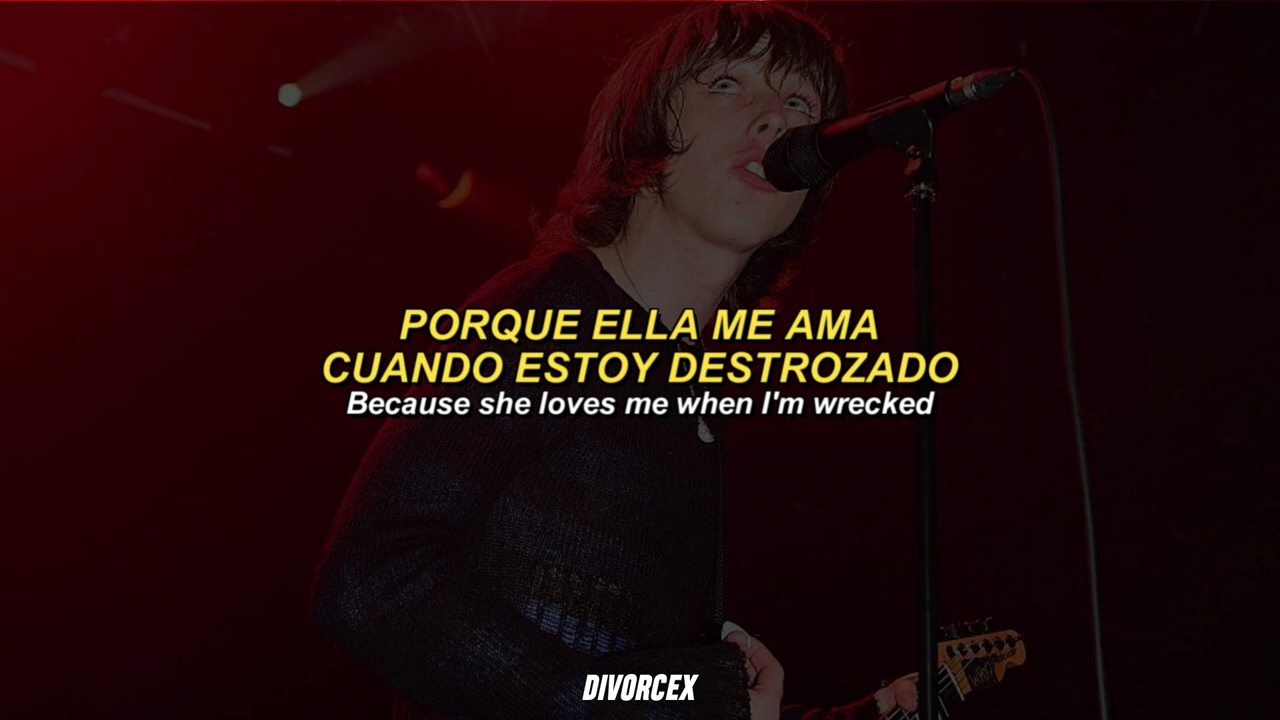 PORQUE ELLA ME AMA
CUANDO ESTOY DESTROZADO
Because she loves me when I'm wrecked
DIVORCEX